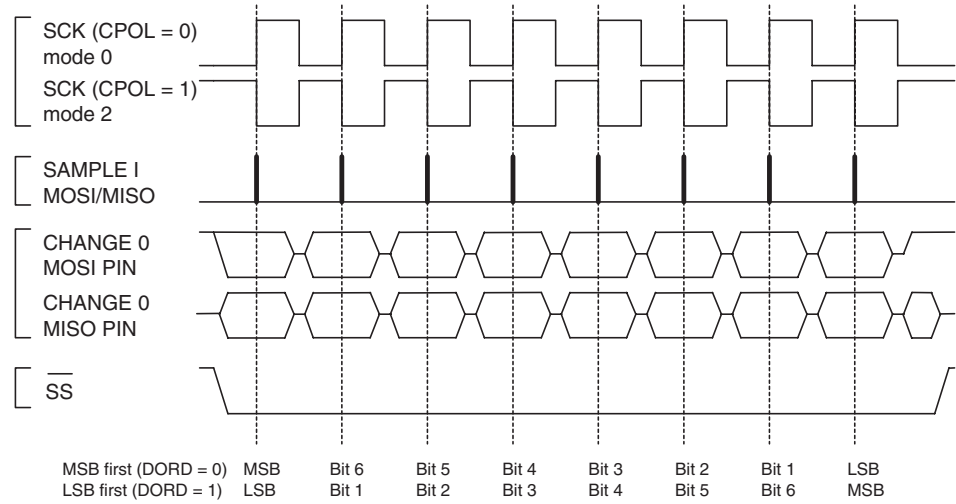 SCK (CPOL = 0)
mode 0
SCK (CPOL = 1)
mode 2
SAMPLE I
MOSI/MISO
CHANGE 0
MOSI PIN
CHANGE 0
MISO PIN
SS
MSB first (DORD = 0) MSB Bit 6 Bit 5 Bit 4 Bit 3 Bit 2 Bit 1 LSB
LSB first (DORD = 1) LSB Bit 1 Bit 2 Bit 3 Bit 4 Bit 5 Bit 6 MSB